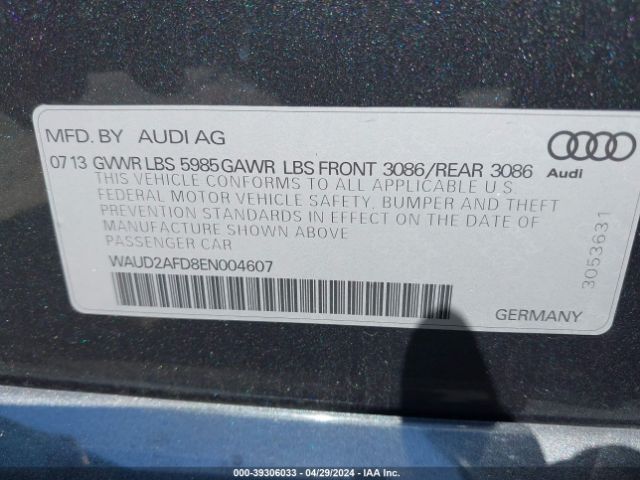 MFD. BY AUDI AG
07 13 GVWR LBS 5985 GAWR LBS FRONT 3086/REAR 3086
Audi
THIS VEHICLE CONFORMS TO ALL APPLICABLE U.S.
FEDERAL MOTOR VEHICLE SAFETY, BUMPER AND THEFT
PREVENTION STANDARDS IN EFFECT ON THE DATE OF
MANUFACTURE SHOWN ABOVE
PASSENGER CAR
WAUD2AFD8EN004607
3053631
GERMANY
000-39306033 - 04/29/2024 - IAA Inc.